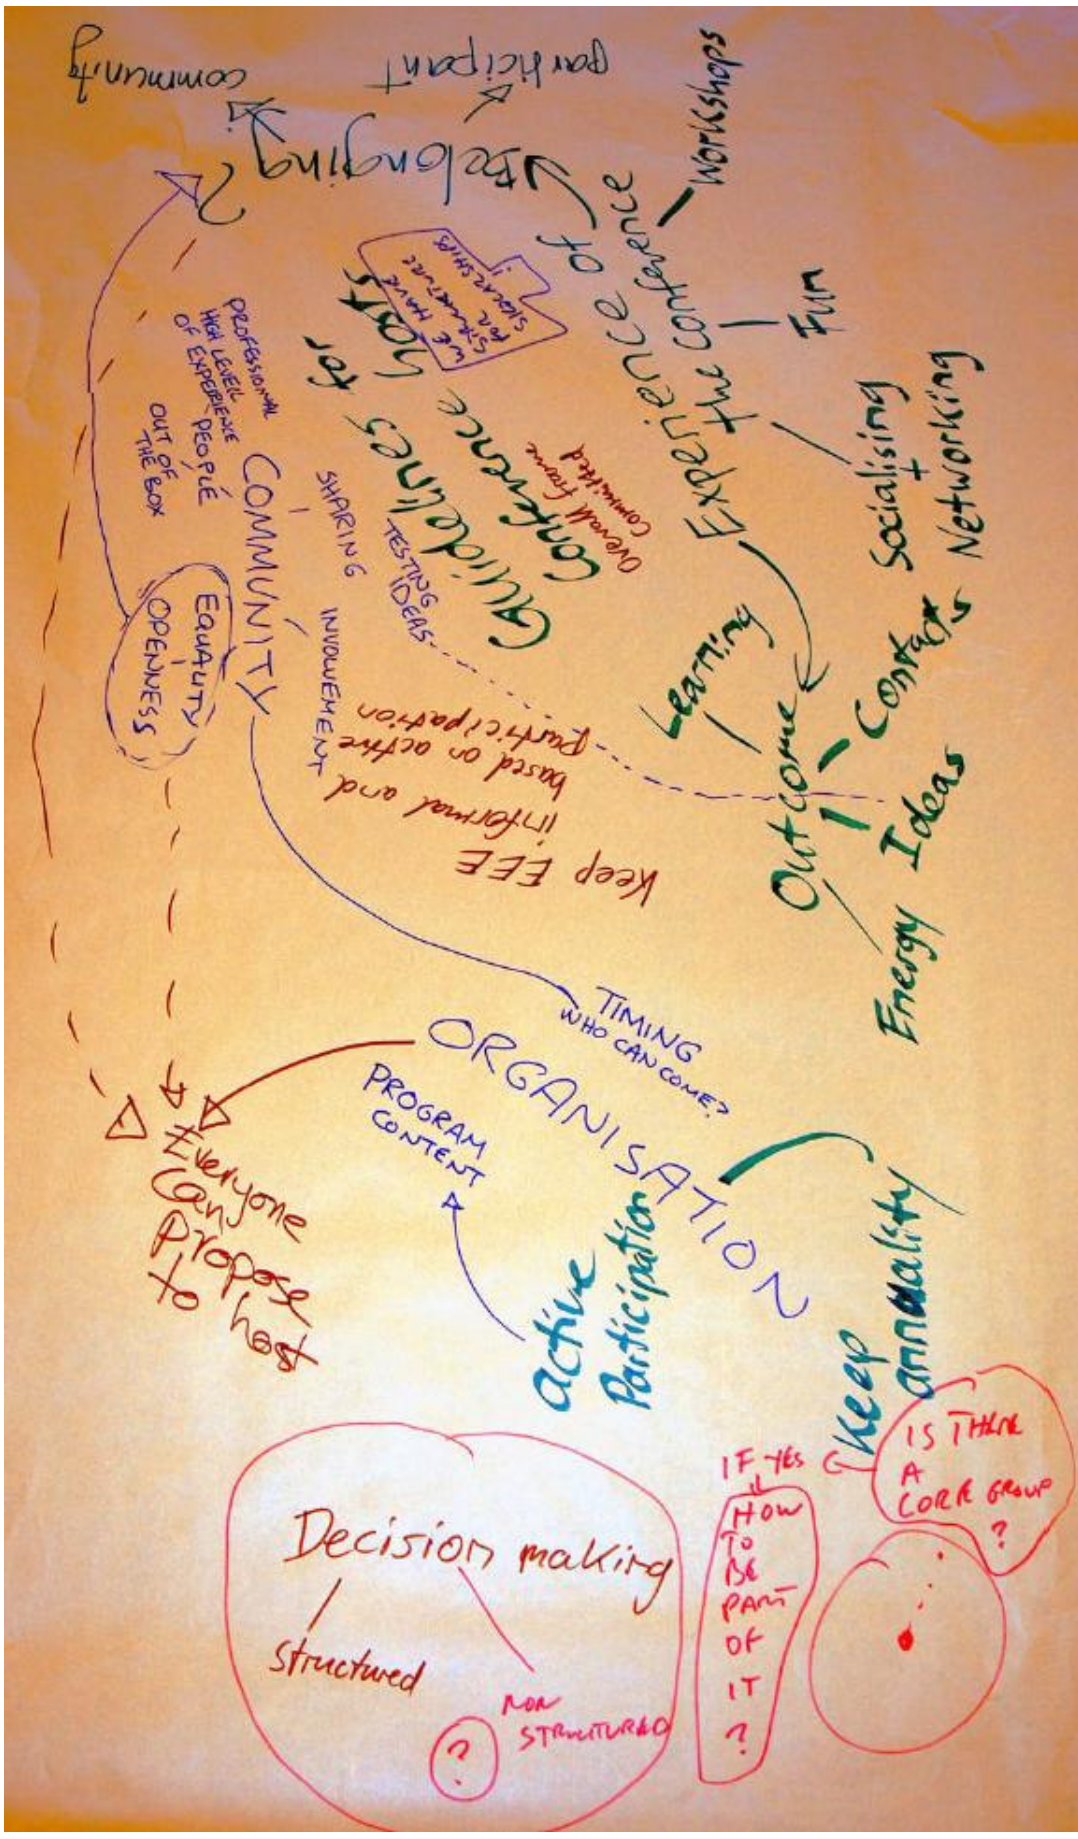 community
participant
Belonging?
Workshops
Experience of
the conference
Fun
Socialising
+
Networking
WE HAVE
STRUCTURE
FOR
SKOLARSHIPS
!
Guidelines for
Conference hosts
Overall frame
Committed
PROFESSIONAL
HIGH LEVEL
OF EXPERIENCE
PEOPLE
OUT OF
THE BOX
COMMUNITY
SHARING
TESTING
IDEAS
INVOLVEMENT
EQUALITY
OPENNESS
Learning
Outcome
Contacts
Ideas
Energy
Keep EEE
informal and
based on active
participation
TIMING
WHO CAN COME?
ORGANISATION
PROGRAM
CONTENT
Everyone
Can
Propose
to host
Active
Participation
Keep
annuality
IS THERE
A
CORE GROUP
?
IF YES
HOW
TO
BE
PART
OF
IT
?
Decision making
structured
NON
STRUCTURED
?